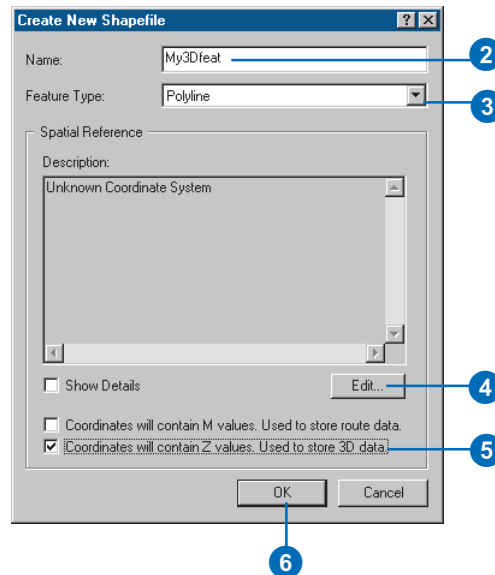 Create New Shapefile
Name: My3Dfeat 2
Feature Type: Polyline 3
Spatial Reference
Description:
Unknown Coordinate System
Show Details Edit... 4
Coordinates will contain M values. Used to store route data.
Coordinates will contain Z values. Used to store 3D data. 5
OK Cancel
6